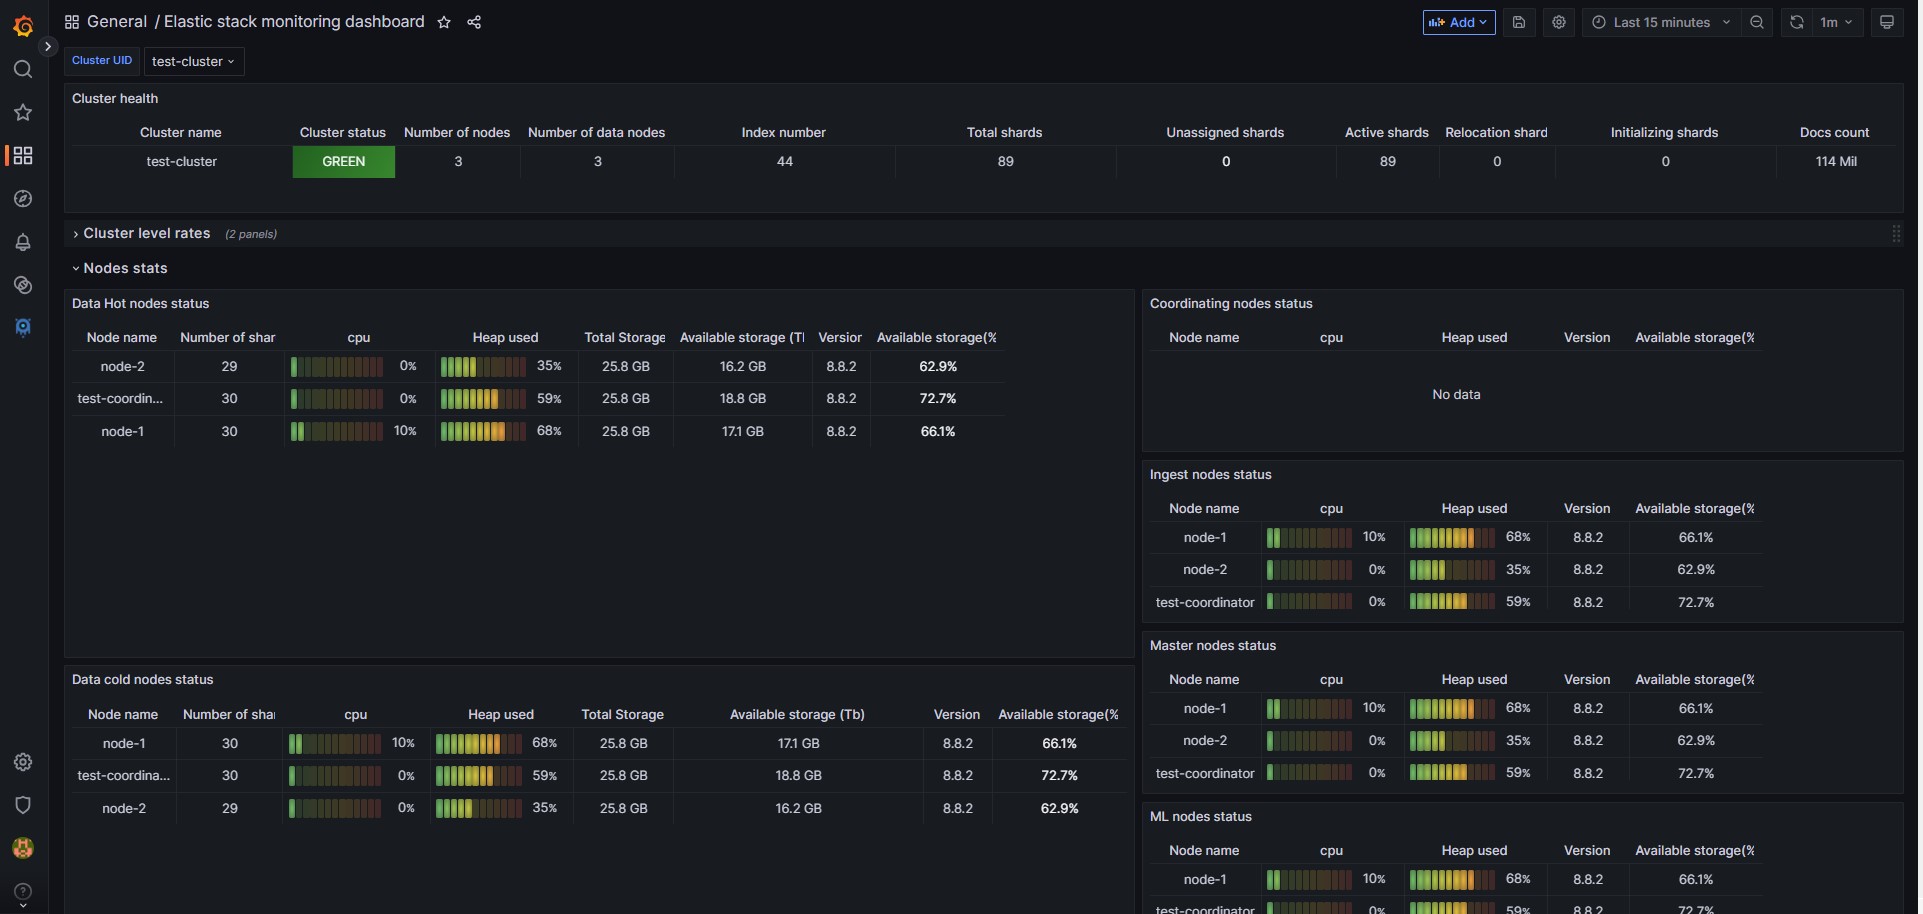 General / Elastic stack monitoring dashboard
Add
Last 15 minutes
1m
Cluster UID
test-cluster
Cluster health
Cluster name Cluster status Number of nodes Number of data nodes Index number Total shards Unassigned shards Active shards Relocation shard Initializing shards Docs count
test-cluster GREEN 3 3 44 89 0 89 0 0 114 Mil
Cluster level rates (2 panels)
Nodes stats
Data Hot nodes status
Node name Number of shar cpu Heap used Total Storage Available storage (Tl Version Available storage(%
node-2 29 0% 35% 25.8 GB 16.2 GB 8.8.2 62.9%
test-coordin... 30 0% 59% 25.8 GB 18.8 GB 8.8.2 72.7%
node-1 30 10% 68% 25.8 GB 17.1 GB 8.8.2 66.1%
Data cold nodes status
Node name Number of shar cpu Heap used Total Storage Available storage (Tb) Version Available storage(%
node-1 30 10% 68% 25.8 GB 17.1 GB 8.8.2 66.1%
test-coordina... 30 0% 59% 25.8 GB 18.8 GB 8.8.2 72.7%
node-2 29 0% 35% 25.8 GB 16.2 GB 8.8.2 62.9%
Coordinating nodes status
Node name cpu Heap used Version Available storage(%
No data
Ingest nodes status
Node name cpu Heap used Version Available storage(%
node-1 10% 68% 8.8.2 66.1%
node-2 0% 35% 8.8.2 62.9%
test-coordinator 0% 59% 8.8.2 72.7%
Master nodes status
Node name cpu Heap used Version Available storage(%
node-1 10% 68% 8.8.2 66.1%
node-2 0% 35% 8.8.2 62.9%
test-coordinator 0% 59% 8.8.2 72.7%
ML nodes status
Node name cpu Heap used Version Available storage(%
node-1 10% 68% 8.8.2 66.1%
test-coordinator 0% 59% 8.8.2 72.7%